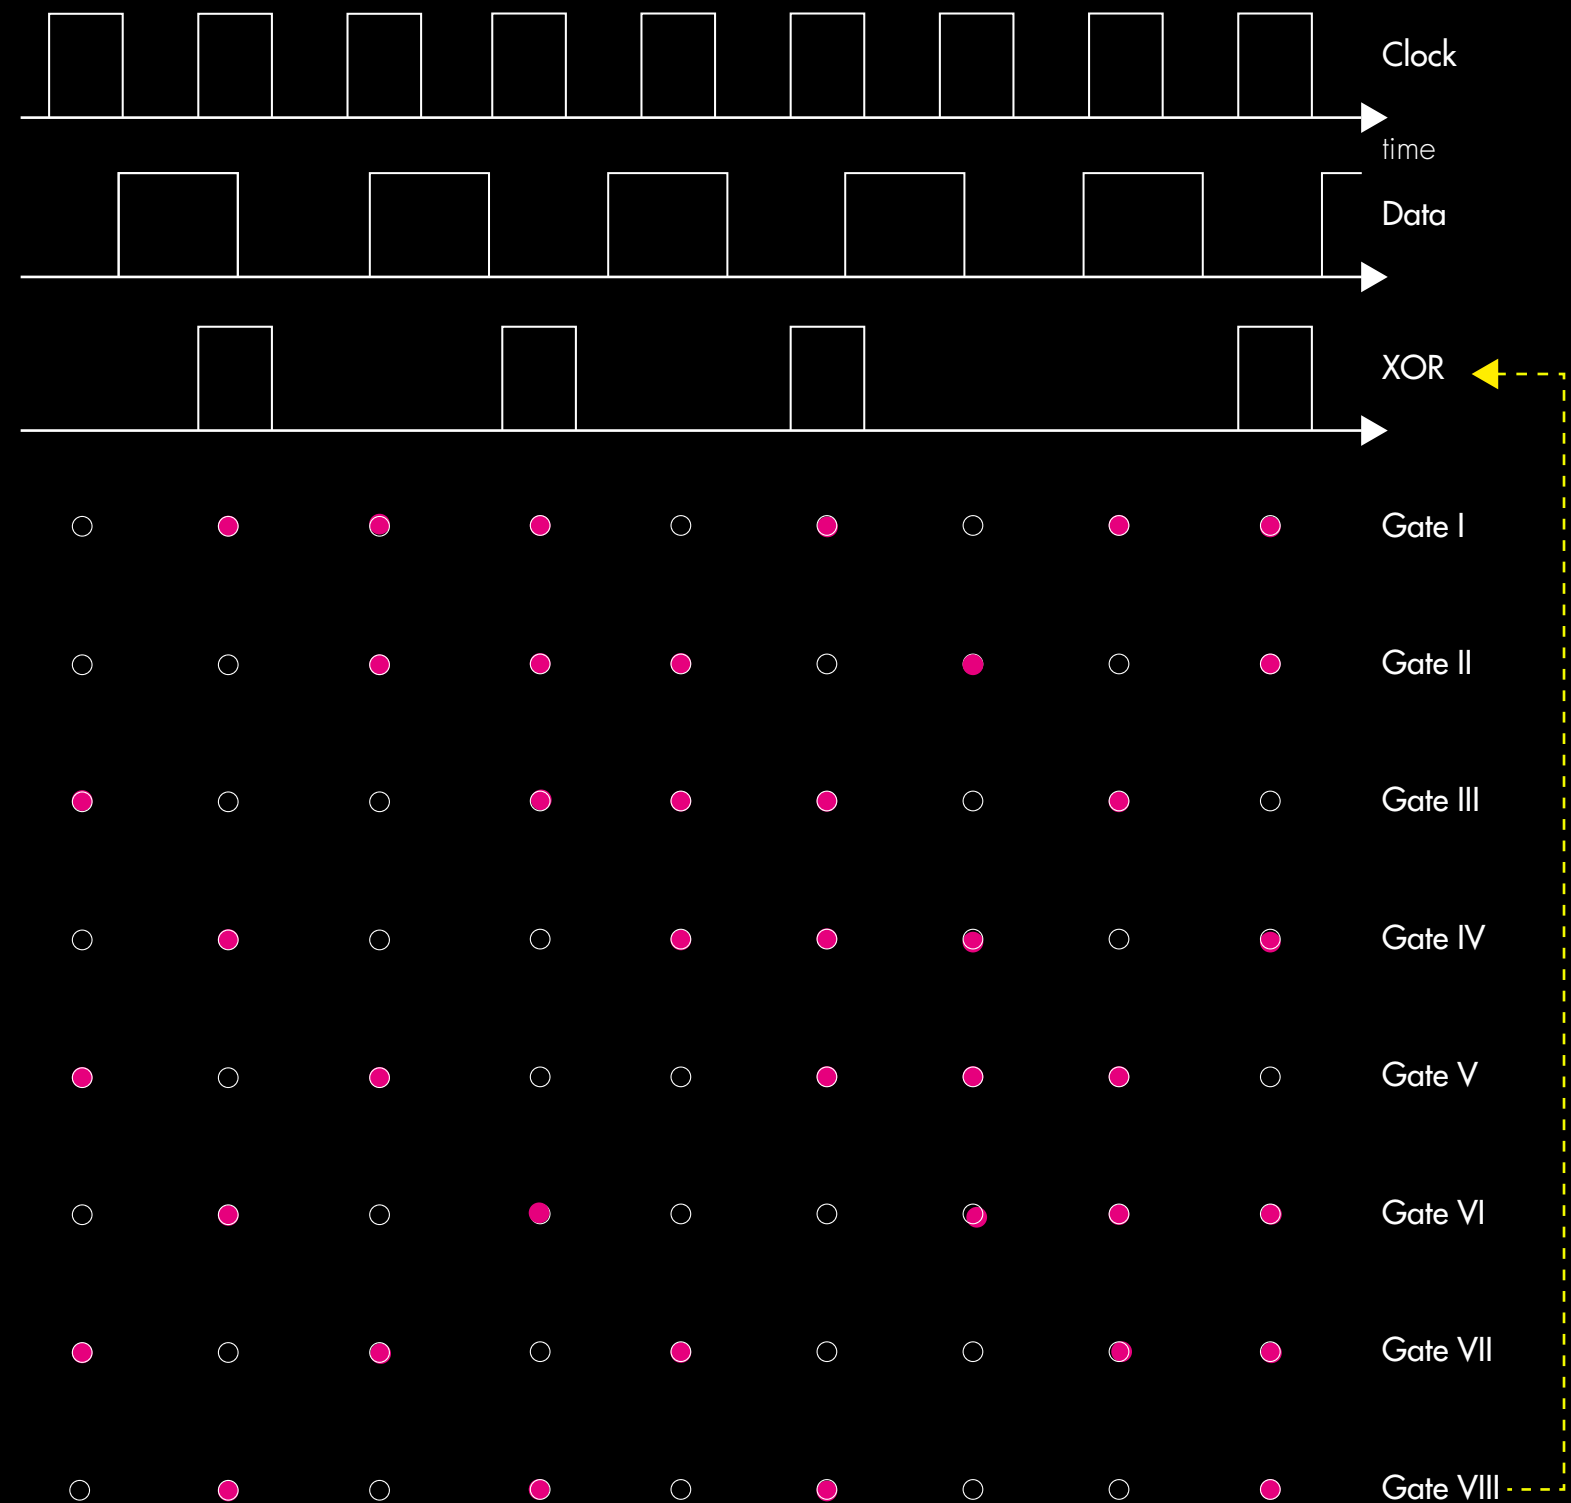 Clock
time
Data
XOR
Gate I
Gate II
Gate III
Gate IV
Gate V
Gate VI
Gate VII
Gate VIII